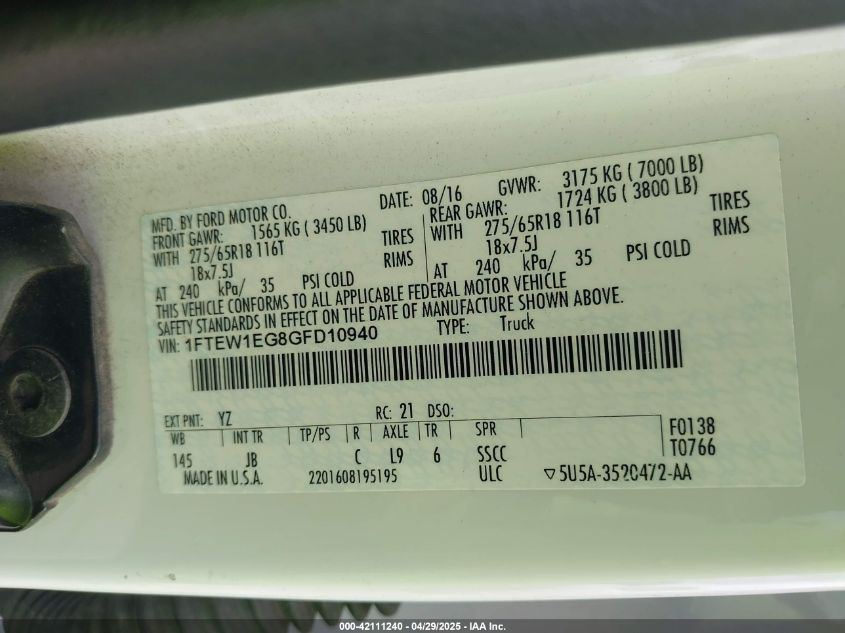 MFD. BY FORD MOTOR CO.
DATE: 08/16
GVWR: 3175 KG ( 7000 LB)
FRONT GAWR: 1565 KG ( 3450 LB)
REAR GAWR: 1724 KG ( 3800 LB)
WITH 275/65R18 116T TIRES
WITH 275/65R18 116T TIRES
18x7.5J RIMS
18x7.5J RIMS
AT 240 kPa/ 35 PSI COLD
AT 240 kPa/ 35 PSI COLD
THIS VEHICLE CONFORMS TO ALL APPLICABLE FEDERAL MOTOR VEHICLE
SAFETY STANDARDS IN EFFECT ON THE DATE OF MANUFACTURE SHOWN ABOVE.
VIN: 1FTEW1EG8GFD10940
TYPE: Truck
EXT PNT: YZ RC: 21 DSO:
WB INT TR TP/PS R AXLE TR SPR
F0138
145 JB C L9 6 SSCC
T0766
MADE IN U.S.A. 2201608195195 ULC ▽5U5A-3520472-AA
000-42111240 - 04/29/2025 - IAA Inc.